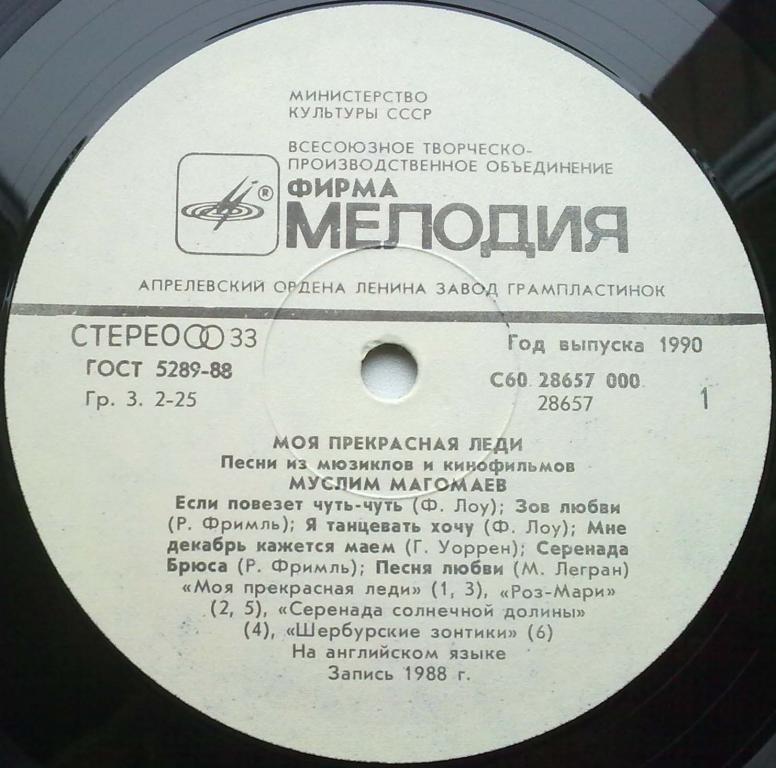 МИНИСТЕРСТВО
КУЛЬТУРЫ СССР
ВСЕСОЮЗНОЕ ТВОРЧЕСКО-
ПРОИЗВОДСТВЕННОЕ ОБЪЕДИНЕНИЕ
®
ФИРМА
МЕЛОДИЯ
АПРЕЛЕВСКИЙ ОРДЕНА ЛЕНИНА ЗАВОД ГРАМПЛАСТИНОК
СТЕРЕО 33
Год выпуска 1990
ГОСТ 5289-88
С60 28657 000
Гр. 3. 2-25
28657
1
МОЯ ПРЕКРАСНАЯ ЛЕДИ
Песни из мюзиклов и кинофильмов
МУСЛИМ МАГОМАЕВ
Если повезет чуть-чуть (Ф. Лоу); Зов любви
(Р. Фримль); Я танцевать хочу (Ф. Лоу); Мне
декабрь кажется маем (Г. Уоррен); Серенада
Брюса (Р. Фримль); Песня любви (М. Легран)
«Моя прекрасная леди» (1, 3), «Роз-Мари»
(2, 5), «Серенада солнечной долины»
(4), «Шербурские зонтики» (6)
На английском языке
Запись 1988 г.